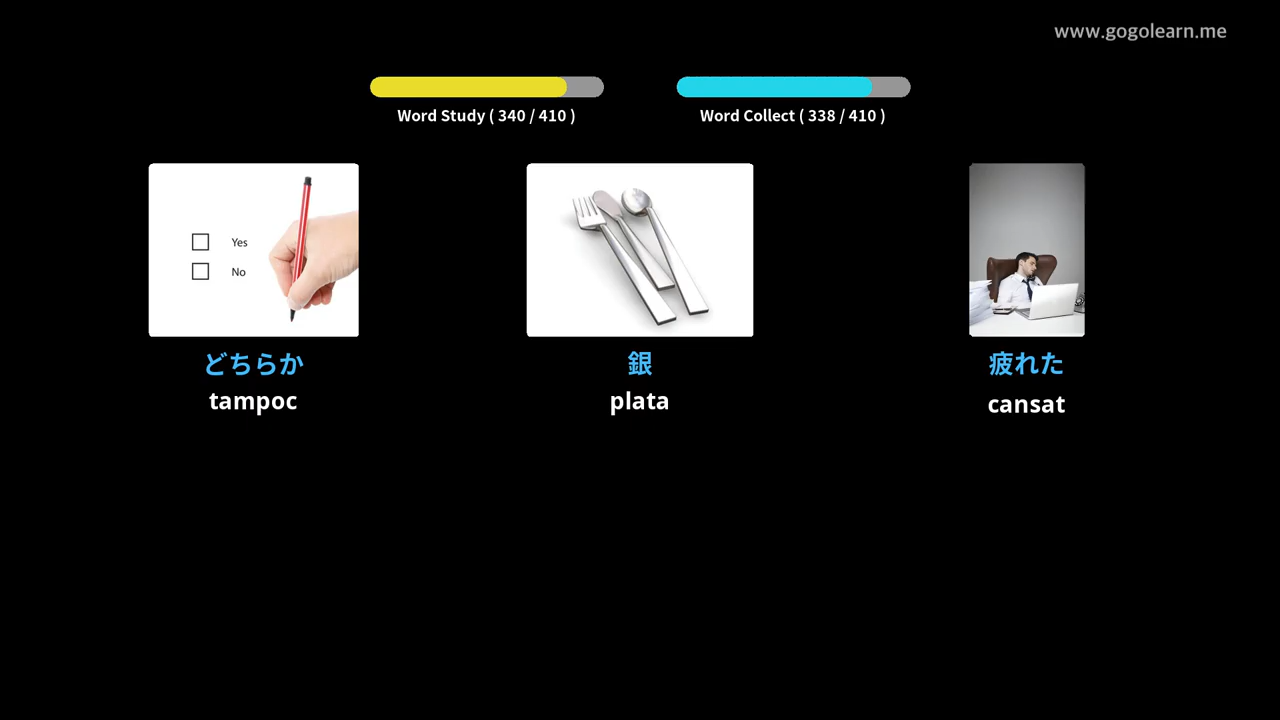 www.gogolearn.me
Word Study ( 340 / 410 )
Word Collect ( 338 / 410 )
Yes
No
どちらか
銀
疲れた
tampoc
plata
cansat